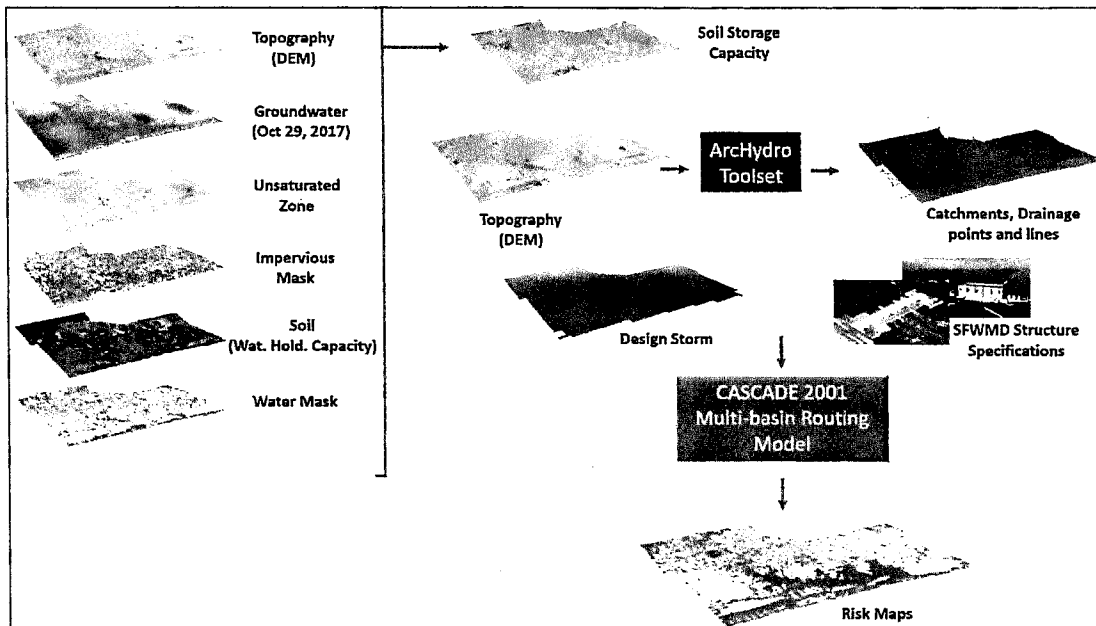 Topography
(DEM)
Groundwater
(Oct 29, 2017)
Unsaturated
Zone
Impervious
Mask
Soil
(Wat. Hold. Capacity)
Water Mask
Soil Storage
Capacity
Topography
(DEM)
ArcHydro
Toolset
Catchments, Drainage
points and lines
Design Storm
SFWMD Structure
Specifications
CASCADE 2001
Multi-basin Routing
Model
Risk Maps